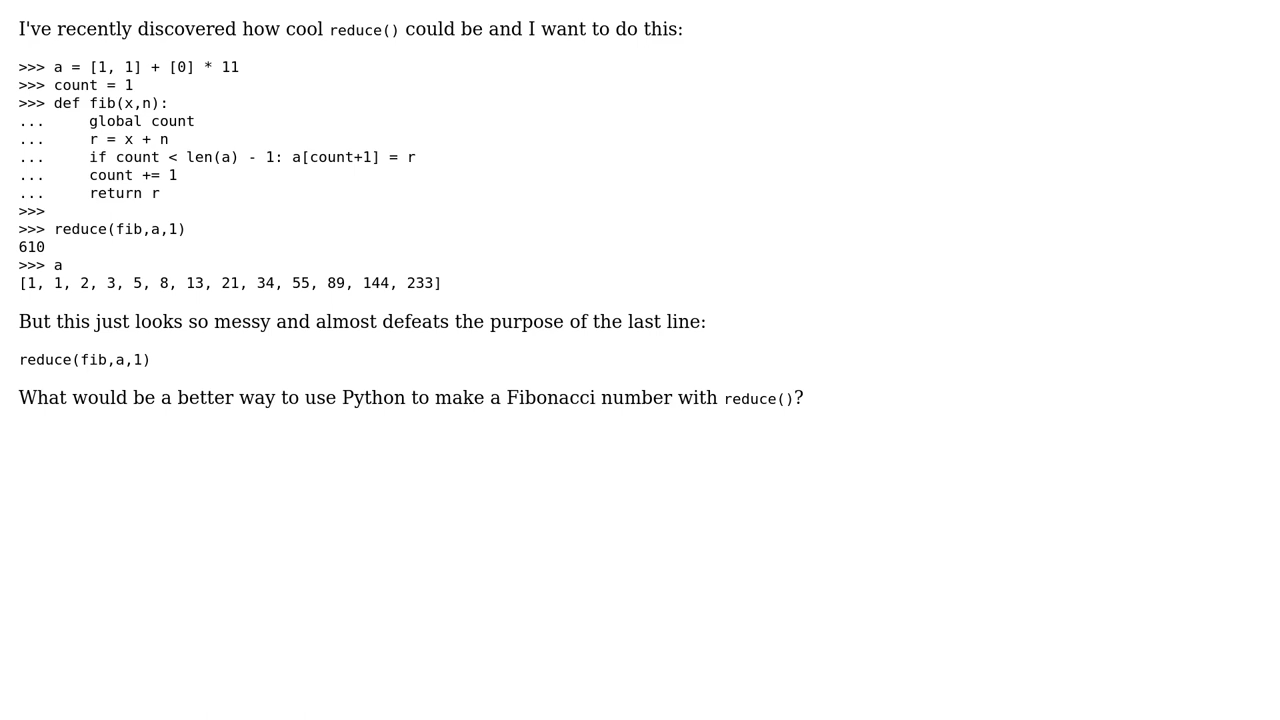 I've recently discovered how cool reduce() could be and I want to do this:
>>> a = [1, 1] + [0] * 11
>>> count = 1
>>> def fib(x,n):
...     global count
...     r = x + n
...     if count < len(a) - 1: a[count+1] = r
...     count += 1
...     return r
>>>
>>> reduce(fib,a,1)
610
>>> a
[1, 1, 2, 3, 5, 8, 13, 21, 34, 55, 89, 144, 233]
But this just looks so messy and almost defeats the purpose of the last line:
reduce(fib,a,1)
What would be a better way to use Python to make a Fibonacci number with reduce()?